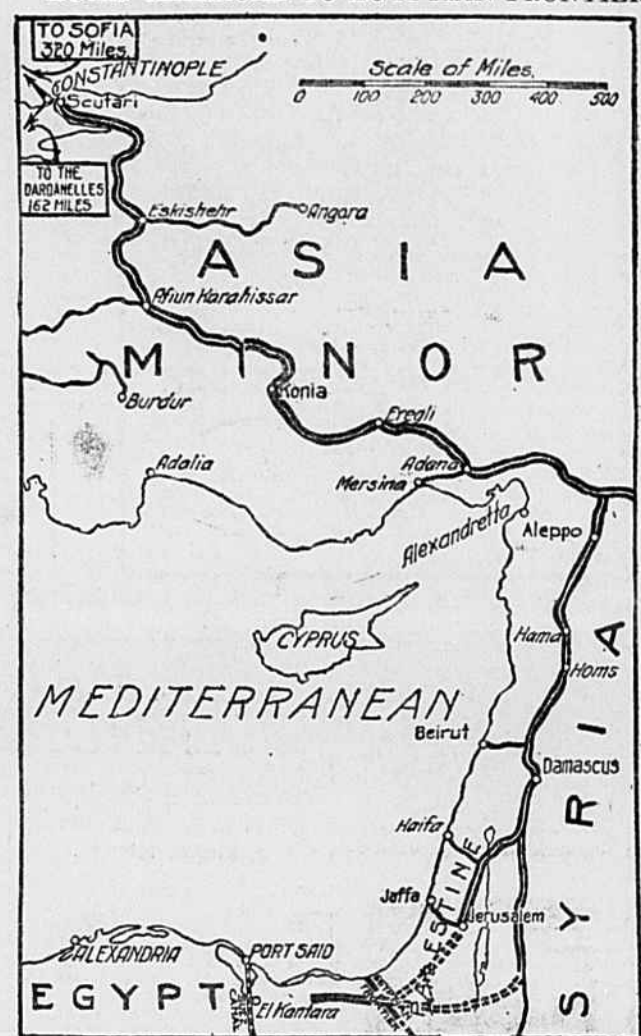 TO SOFIA
320 Miles.
CONSTANTINOPLE
Scutari
Scale of Miles.
0 100 200 300 400 500
TO THE
DARDANELLES
162 MILES
Eskishehr
Angora
ASIA
Afiun Karahissar
MINOR
Konia
Burdur
Eregli
Adalia
Adana
Mersina
Alexandretta
Aleppo
CYPRUS
Hama
Homs
MEDITERRANEAN
Beirut
Damascus
SYRIA
Haifa
Jaffa
Jerusalem
ALEXANDRIA
PORT SAID
EGYPT
El Kantara